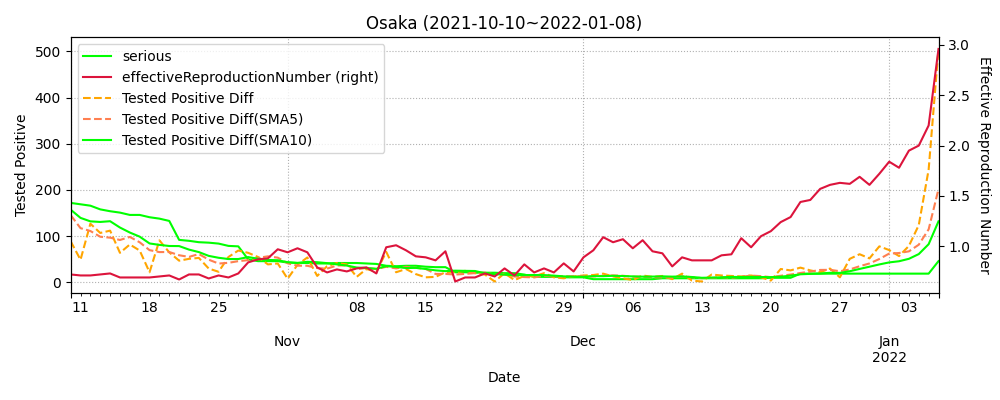 Osaka (2021-10-10~2022-01-08)
serious
effectiveReproductionNumber (right)
Tested Positive Diff
Tested Positive Diff(SMA5)
Tested Positive Diff(SMA10)
Tested Positive
500
400
300
200
100
0
3.0
2.5
2.0
1.5
1.0
Effective Reproduction Number
11 18 25 08 15 22 29 06 13 20 27 03
Nov Dec Jan
2022
Date